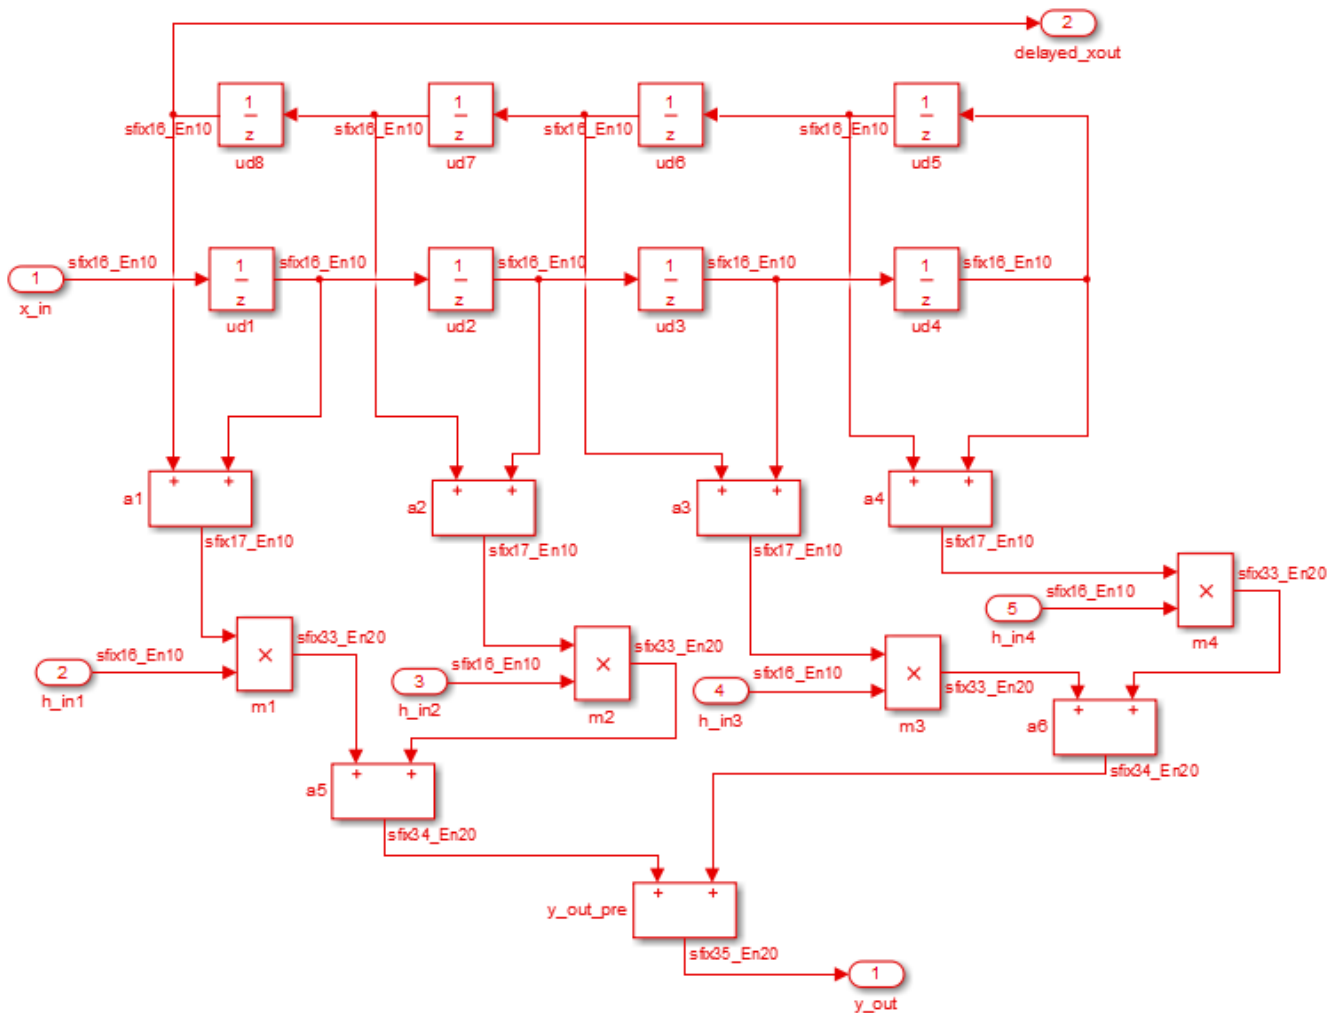 2
delayed_xout
1
z
1
z
1
z
1
z
sfix16_En10
sfix16_En10
sfix16_En10
sfix16_En10
ud8
ud7
ud6
ud5
sfix16_En10
sfix16_En10
sfix16_En10
sfix16_En10
sfix16_En10
1
x_in
1
z
1
z
1
z
1
z
ud1
ud2
ud3
ud4
+ +
a1
+ +
a2
+ +
a3
+ +
a4
sfix17_En10
sfix17_En10
sfix17_En10
sfix17_En10
sfix33_En20
sfix16_En10
×
5
h_in4
m4
sfix33_En20
sfix16_En10
×
2
h_in1
m1
sfix33_En20
sfix16_En10
×
3
h_in2
m2
sfix16_En10
×
sfix33_En20
4
h_in3
m3
+ +
a6
sfix34_En20
+ +
a5
sfix34_En20
+ +
y_out_pre
sfix35_En20
1
y_out